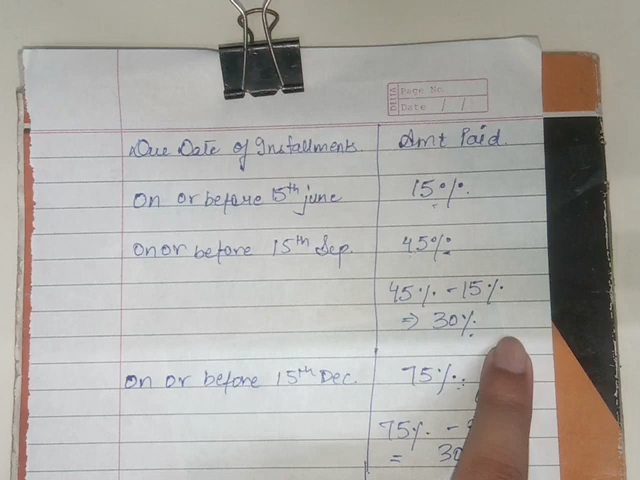 DELTA Page No.
Date / /
Due Date of Installments Amt Paid.
On or before 15th june 15%.
On or before 15th Sep. 45%
45% - 15%
⇒ 30%
On or before 15th Dec. 75%
75% -
= 30